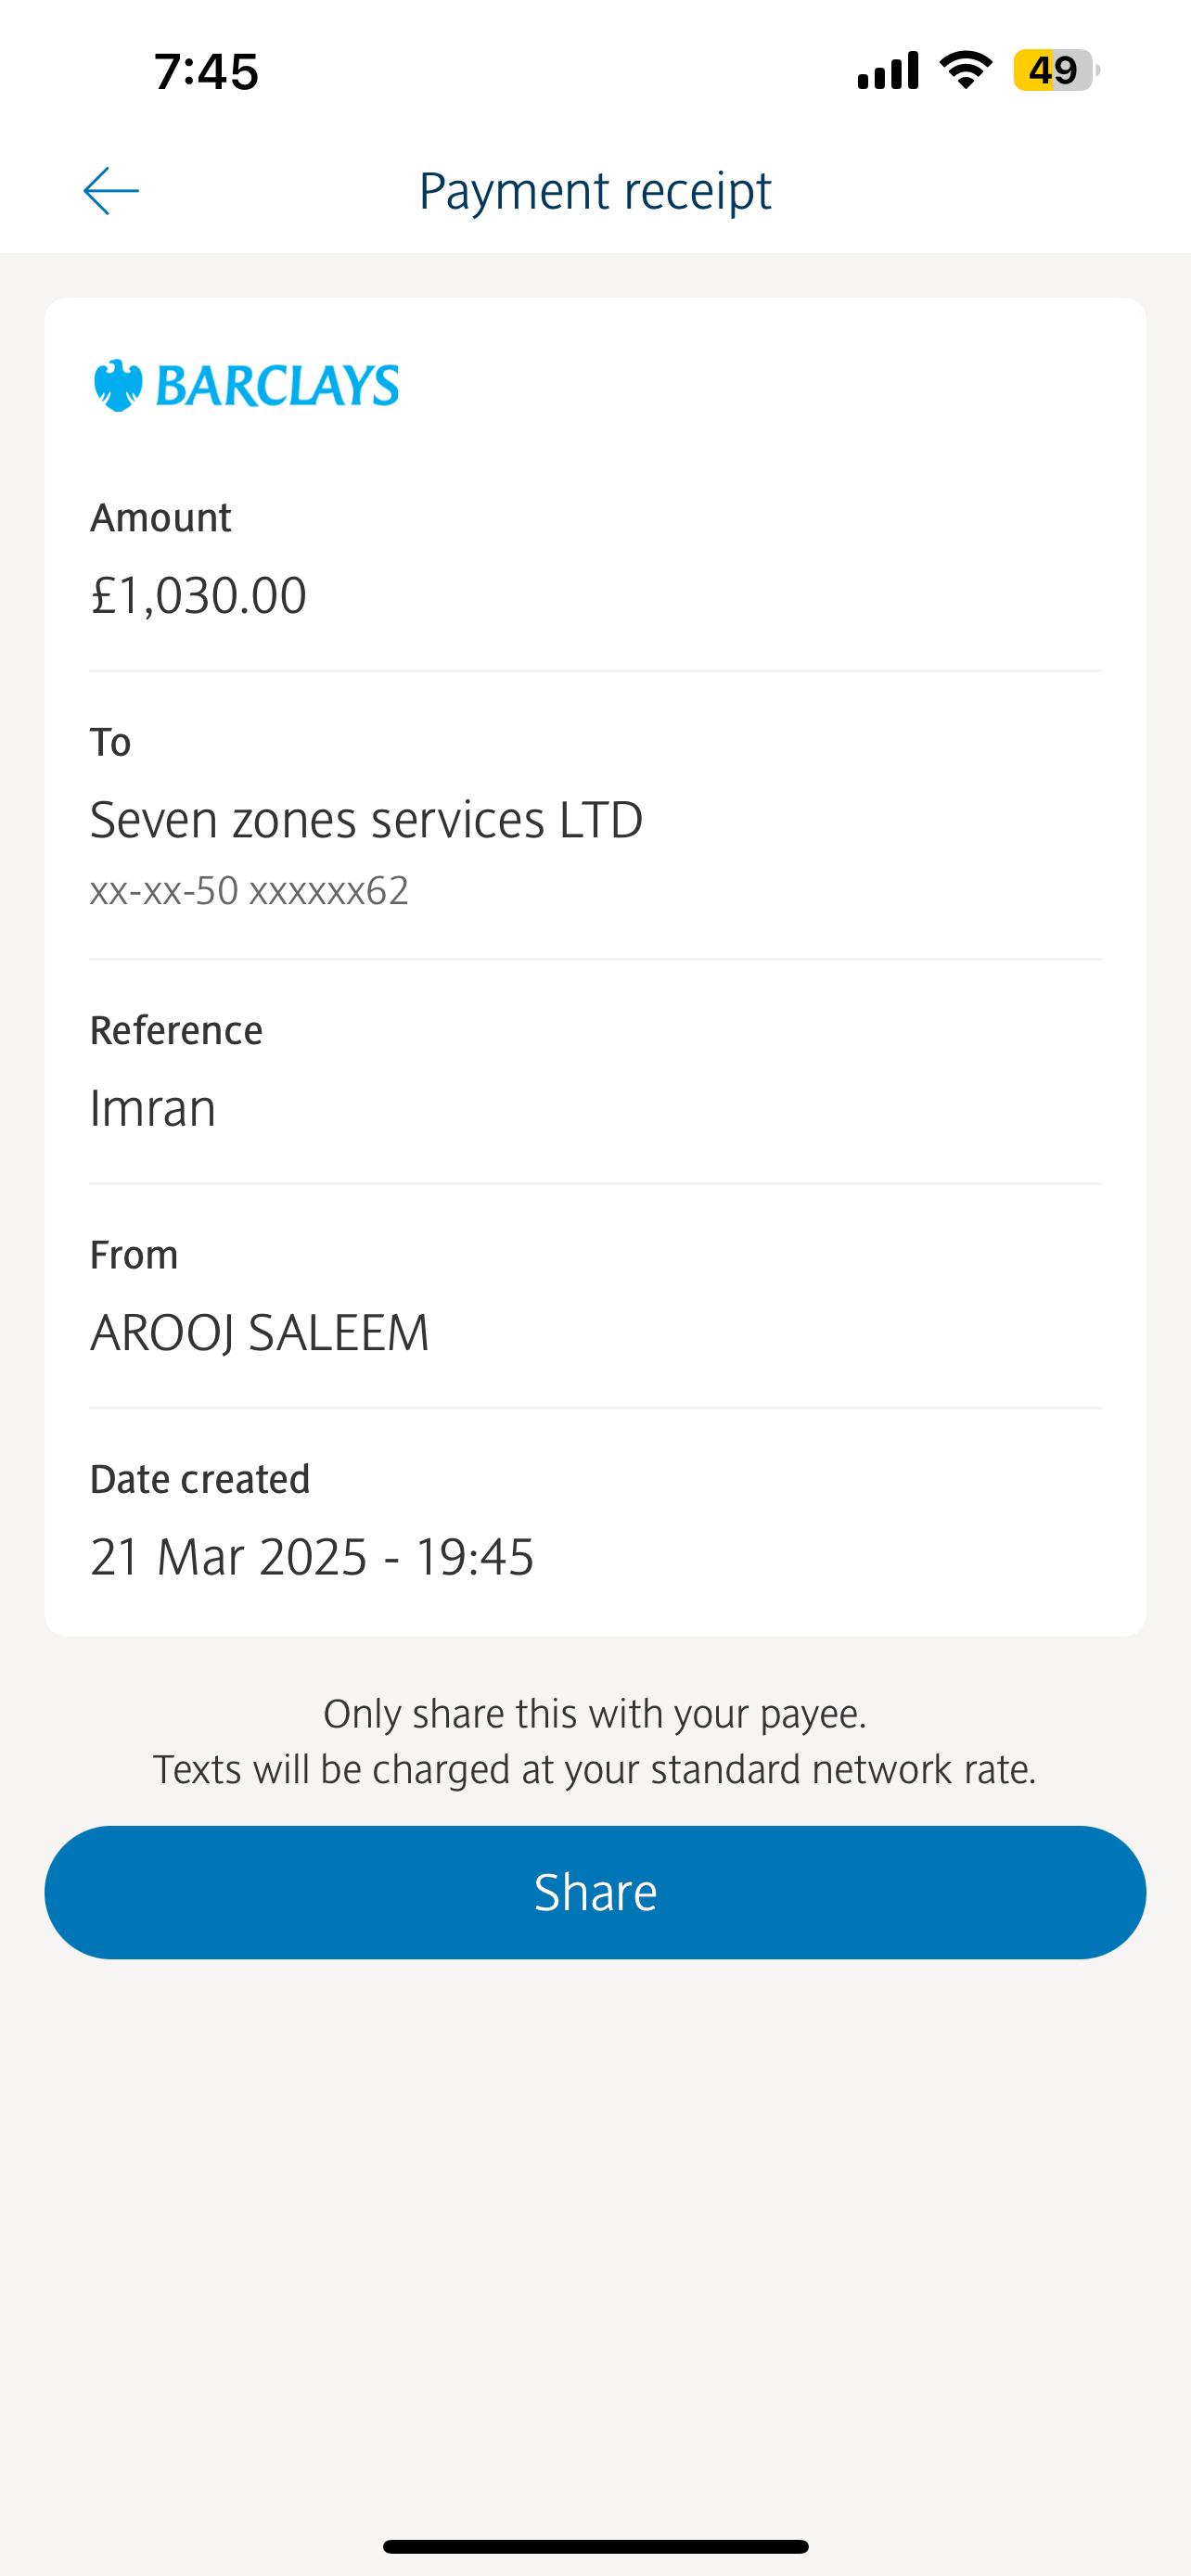 7:45
49
Payment receipt
BARCLAYS
Amount
£1,030.00
To
Seven zones services LTD
xx-xx-50 xxxxxx62
Reference
Imran
From
AROOJ SALEEM
Date created
21 Mar 2025 - 19:45
Only share this with your payee.
Texts will be charged at your standard network rate.
Share